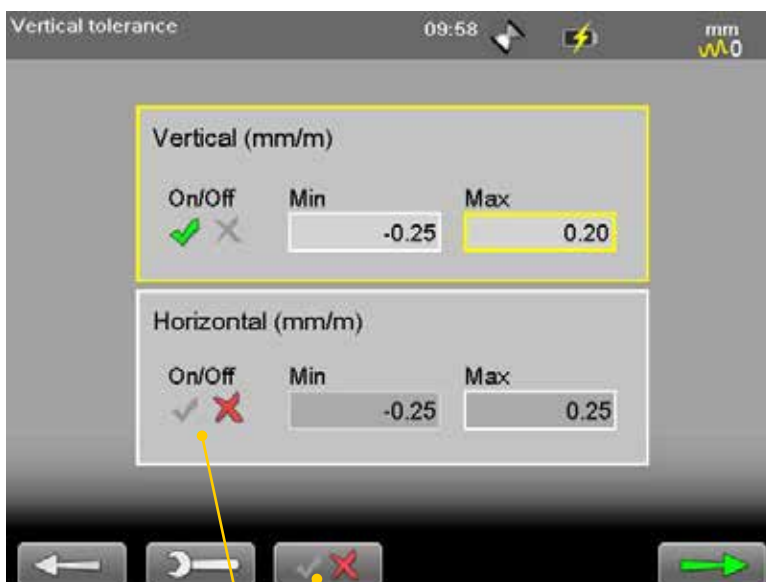 Vertical tolerance 09:58 mm
0
Vertical (mm/m)
On/Off Min Max
-0.25 0.20
Horizontal (mm/m)
On/Off Min Max
-0.25 0.25